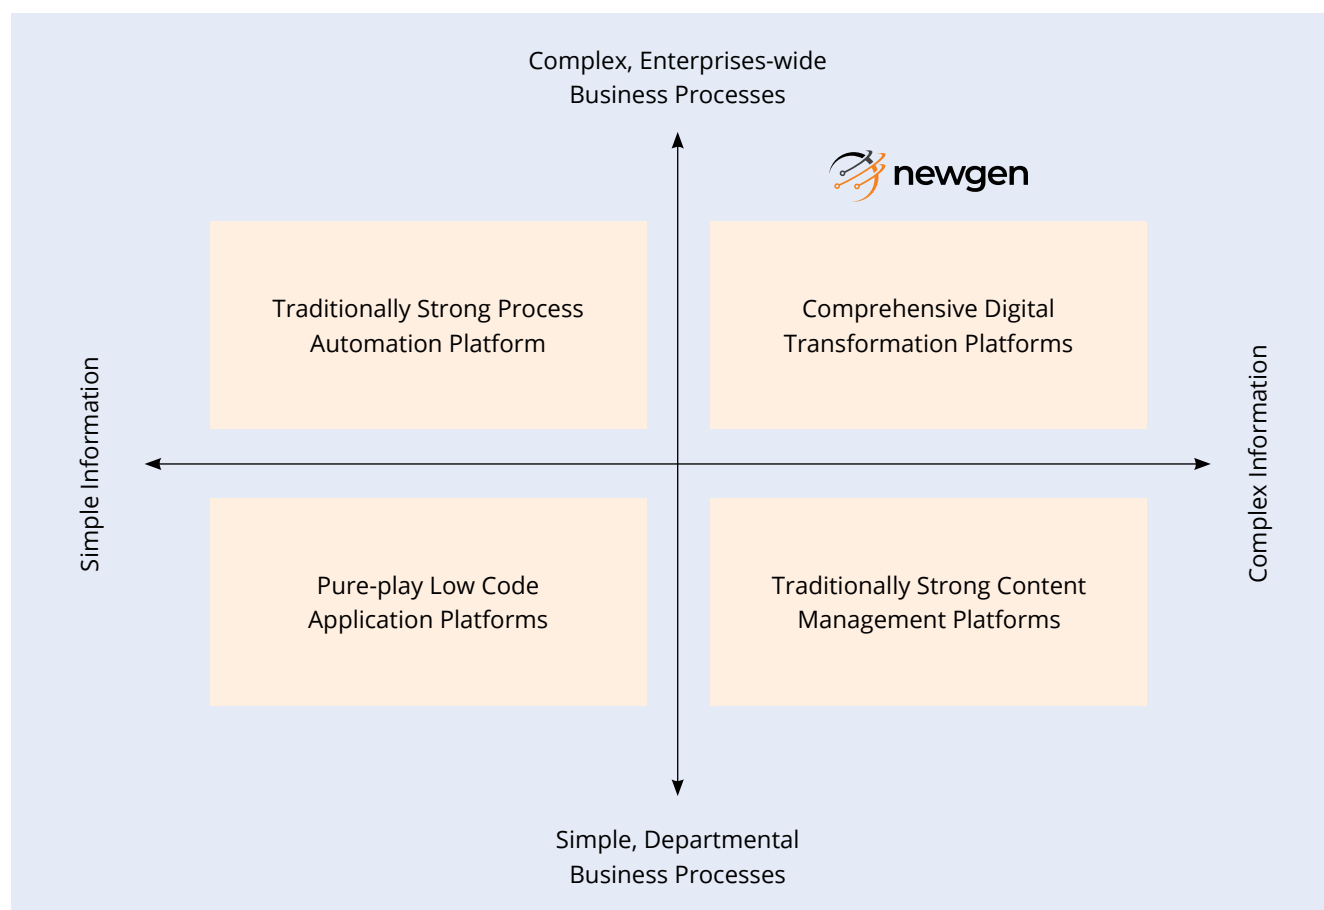 Complex, Enterprises-wide
Business Processes
newgen
Traditionally Strong Process
Automation Platform
Comprehensive Digital
Transformation Platforms
Simple Information
Complex Information
Pure-play Low Code
Application Platforms
Traditionally Strong Content
Management Platforms
Simple, Departmental
Business Processes